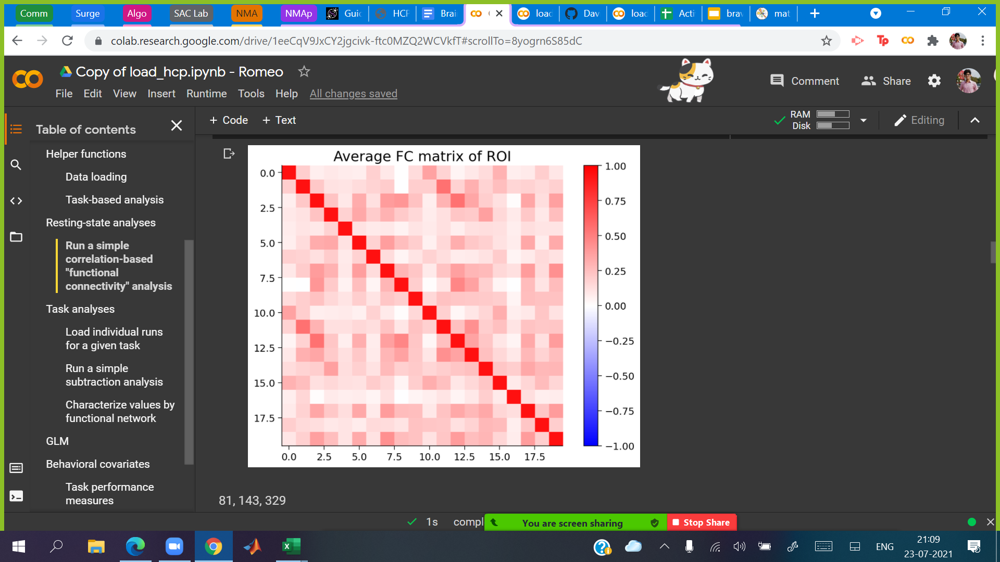 Comm Surge Algo SAC Lab NMA NMAp Guid HCP Brai load Dav load Acti brav mat
colab.research.google.com/drive/1eeCqV9JxCY2jgcivk-ftc0MZQ2WCVkfT#scrollTo=8yogrn6S85dC
Tp
Copy of load_hcp.ipynb - Romeo
Comment Share
File Edit View Insert Runtime Tools Help All changes saved
+ Code + Text
RAM
Disk
Editing
Table of contents
Helper functions
Data loading
Task-based analysis
Resting-state analyses
Run a simple
correlation-based
"functional
connectivity" analysis
Task analyses
Load individual runs
for a given task
Run a simple
subtraction analysis
Characterize values by
functional network
GLM
Behavioral covariates
Task performance
measures
Average FC matrix of ROI
0.0
2.5
5.0
7.5
10.0
12.5
15.0
17.5
0.0 2.5 5.0 7.5 10.0 12.5 15.0 17.5
1.00
0.75
0.50
0.25
0.00
−0.25
−0.50
−0.75
−1.00
81, 143, 329
1s compl
You are screen sharing
Stop Share
ENG
21:09
23-07-2021